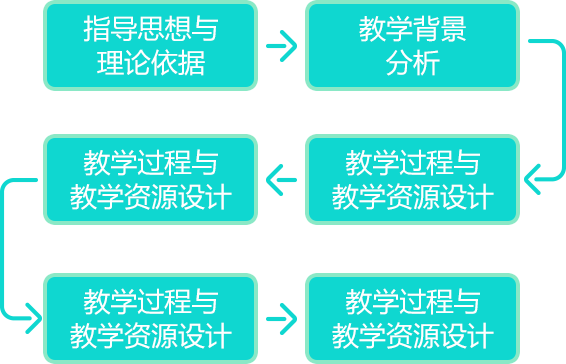 指导思想与
理论依据
教学背景
分析
教学过程与
教学资源设计
教学过程与
教学资源设计
教学过程与
教学资源设计
教学过程与
教学资源设计